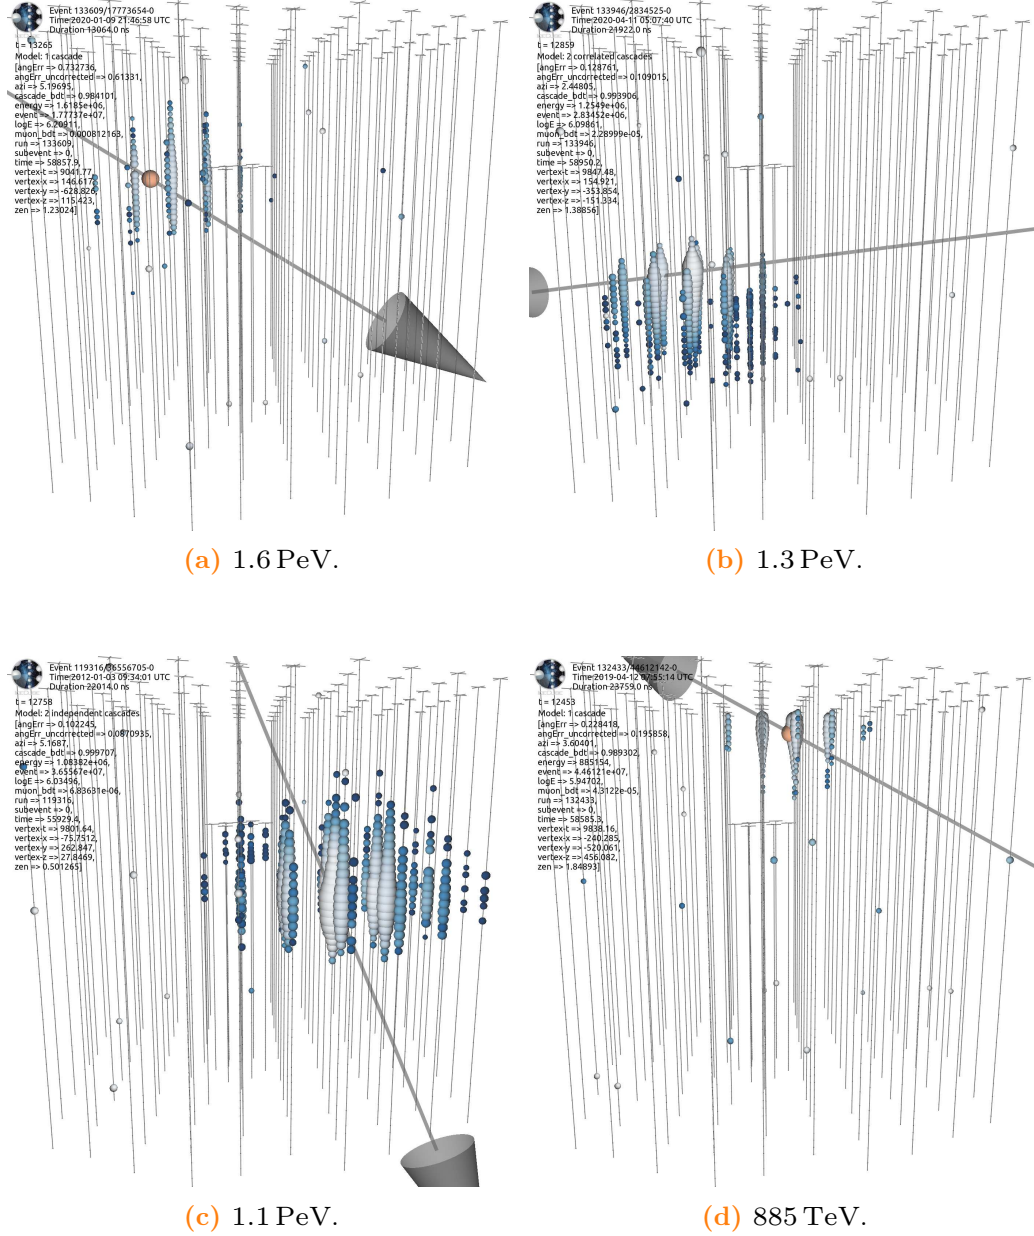 Event 133609/17773654-0
Time 2020-01-09 21:46:58 UTC
Duration 13064.0 ns
t = 13265
Model: 1 cascade
[angErr => 0.732736,
angErr_uncorrected => 0.61331,
azi => 5.19695,
cascade_bdt => 0.984101,
energy => 1.6185e+06,
event => 1.77737e+07,
logE => 6.20911,
muon_bdt => 0.000812163,
run => 133609,
subevent => 0,
time => 58857.9,
vertex-t => 9041.77,
vertex-x => 146.617,
vertex-y => -628.826,
vertex-z => 115.423,
zen => 1.23024]
(a) 1.6 PeV.
Event 133946/2834525-0
Time 2020-04-11 05:07:40 UTC
Duration 21922.0 ns
t = 12859
Model: 2 correlated cascades
[angErr => 0.128761,
angErr_uncorrected => 0.109015,
azi => 2.44805,
cascade_bdt => 0.993906,
energy => 1.2549e+06,
event => 2.83452e+06,
logE => 6.09861,
muon_bdt => 2.28999e-05,
run => 133946,
subevent => 0,
time => 58950.2,
vertex-t => 9847.48,
vertex-x => 154.921,
vertex-y => -353.854,
vertex-z => -151.334,
zen => 1.38856]
(b) 1.3 PeV.
Event 119316/36556705-0
Time 2012-01-03 09:34:01 UTC
Duration 22014.0 ns
t = 12758
Model: 2 independent cascades
[angErr => 0.102245,
angErr_uncorrected => 0.0870935,
azi => 5.1687,
cascade_bdt => 0.999707,
energy => 1.08382e+06,
event => 3.65567e+07,
logE => 6.03496,
muon_bdt => 6.83631e-06,
run => 119316,
subevent => 0,
time => 55929.4,
vertex-t => 9801.64,
vertex-x => -75.7512,
vertex-y => 262.847,
vertex-z => 27.8469,
zen => 0.501265]
(c) 1.1 PeV.
Event 132433/44612142-0
Time 2019-04-12 07:55:14 UTC
Duration 23759.0 ns
t = 12453
Model: 1 cascade
[angErr => 0.228418,
angErr_uncorrected => 0.195858,
azi => 3.60401,
cascade_bdt => 0.989302,
energy => 885154,
event => 4.46121e+07,
logE => 5.94702,
muon_bdt => 4.3122e-05,
run => 132433,
subevent => 0,
time => 58585.3,
vertex-t => 9838.16,
vertex-x => -240.285,
vertex-y => -520.061,
vertex-z => 456.082,
zen => 1.84893]
(d) 885 TeV.